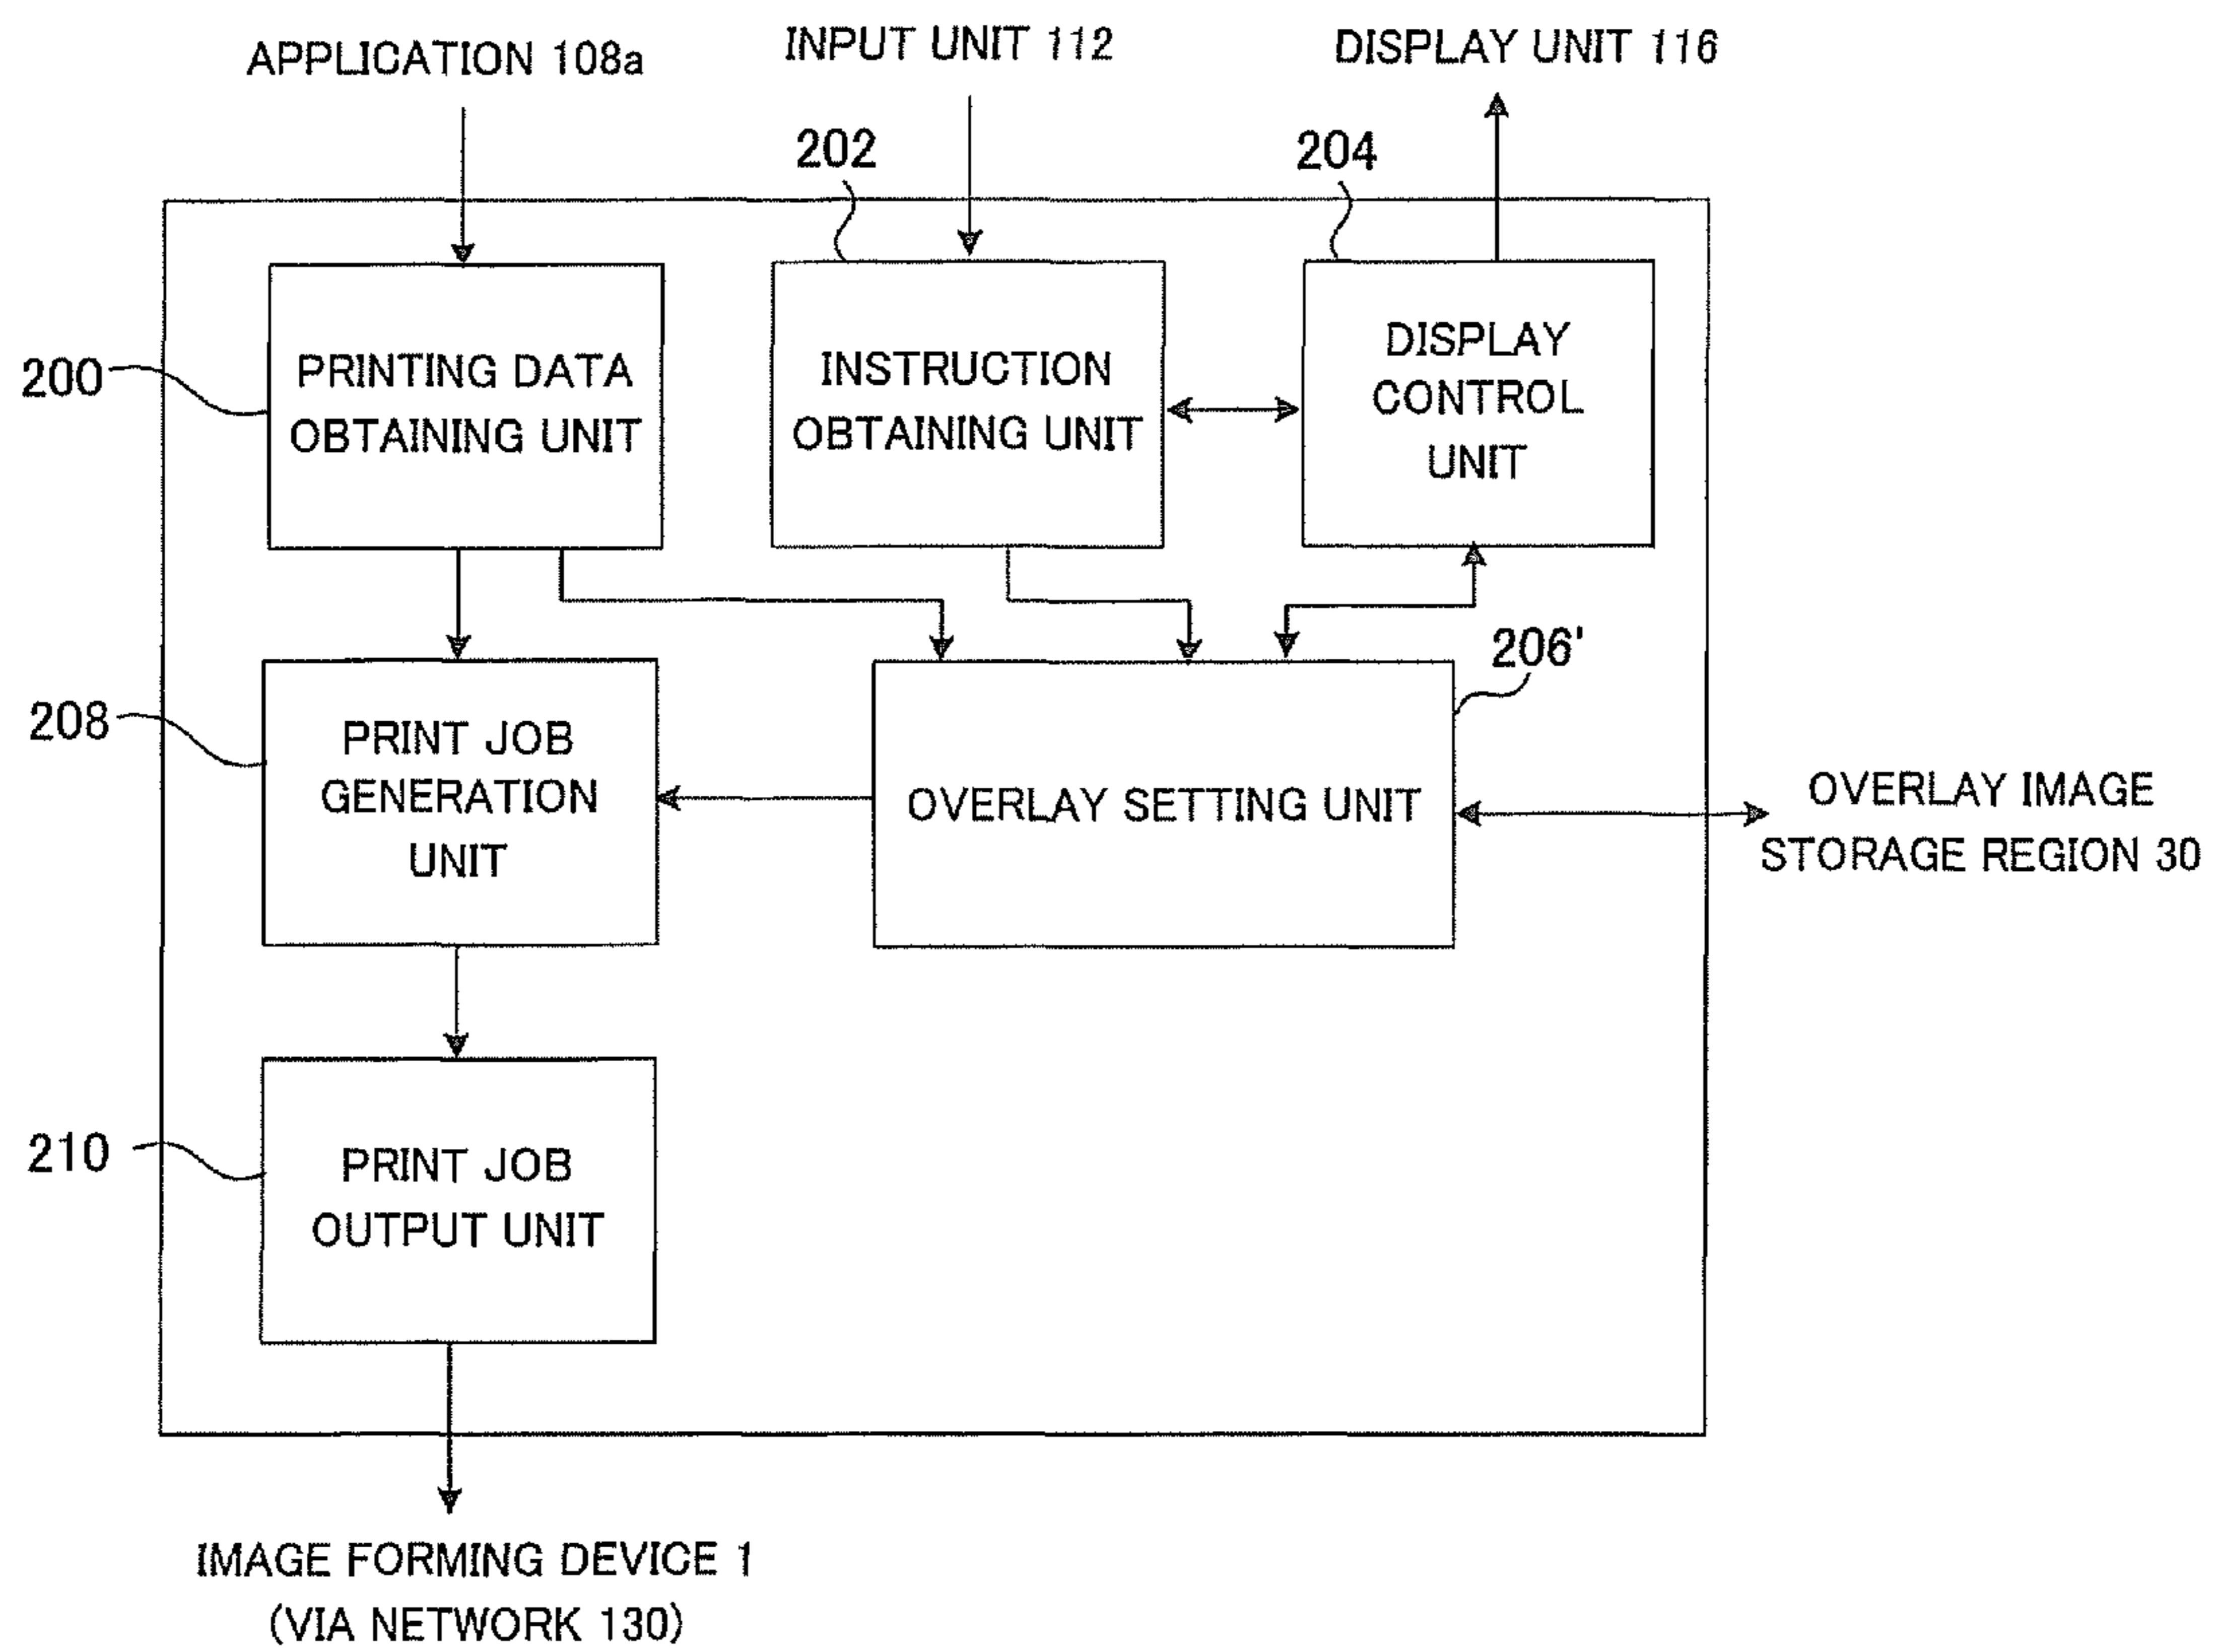 APPLICATION 108a
INPUT UNIT 112
DISPLAY UNIT 116
202
204
200
PRINTING DATA
OBTAINING UNIT
INSTRUCTION
OBTAINING UNIT
DISPLAY
CONTROL
UNIT
206'
208
PRINT JOB
GENERATION
UNIT
OVERLAY SETTING UNIT
OVERLAY IMAGE
STORAGE REGION 30
210
PRINT JOB
OUTPUT UNIT
IMAGE FORMING DEVICE 1
(VIA NETWORK 130)